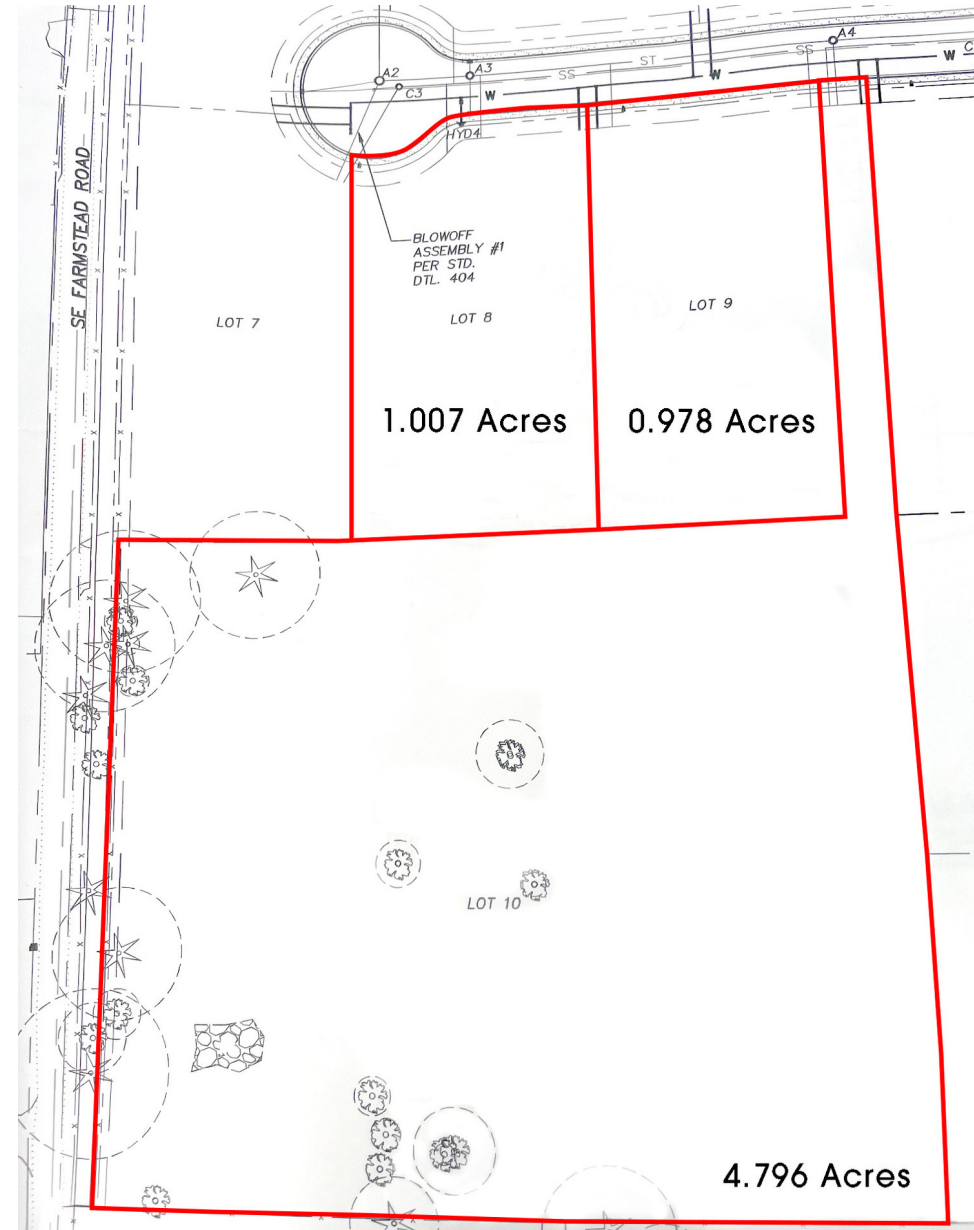 A4
A2
A3
SS
ST
SS
W
C
C3
W
W
HYD4
SE FARMSTEAD ROAD
BLOWOFF
ASSEMBLY #1
PER STD.
DTL. 404
LOT 7
LOT 8
LOT 9
1.007 Acres
0.978 Acres
LOT 10
4.796 Acres